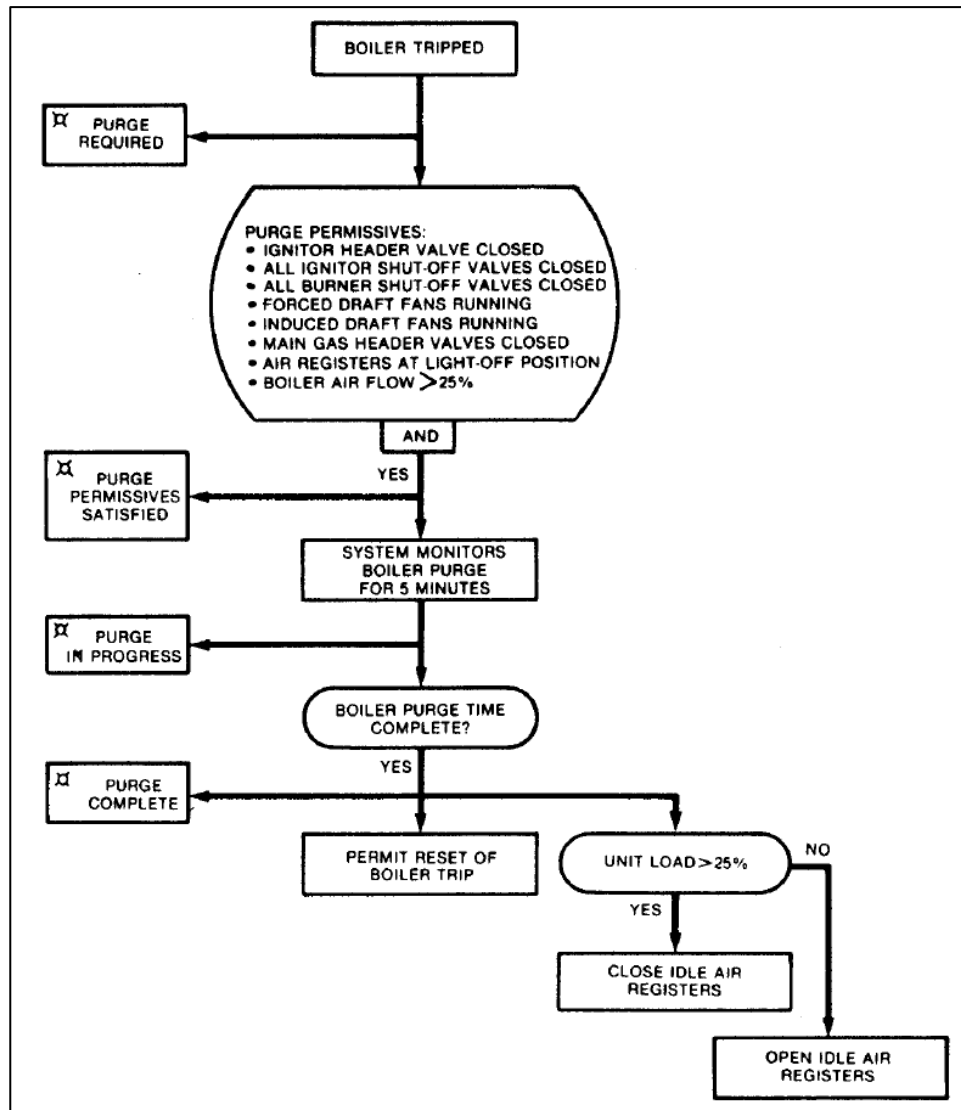 BOILER TRIPPED
¤ PURGE
REQUIRED
PURGE PERMISSIVES:
• IGNITOR HEADER VALVE CLOSED
• ALL IGNITOR SHUT-OFF VALVES CLOSED
• ALL BURNER SHUT-OFF VALVES CLOSED
• FORCED DRAFT FANS RUNNING
• INDUCED DRAFT FANS RUNNING
• MAIN GAS HEADER VALVES CLOSED
• AIR REGISTERS AT LIGHT-OFF POSITION
• BOILER AIR FLOW >25%
AND
YES
¤ PURGE
PERMISSIVES
SATISFIED
SYSTEM MONITORS
BOILER PURGE
FOR 5 MINUTES
¤ PURGE
IN PROGRESS
BOILER PURGE TIME
COMPLETE?
YES
¤ PURGE
COMPLETE
PERMIT RESET OF
BOILER TRIP
UNIT LOAD>25%
NO
YES
CLOSE IDLE AIR
REGISTERS
OPEN IDLE AIR
REGISTERS